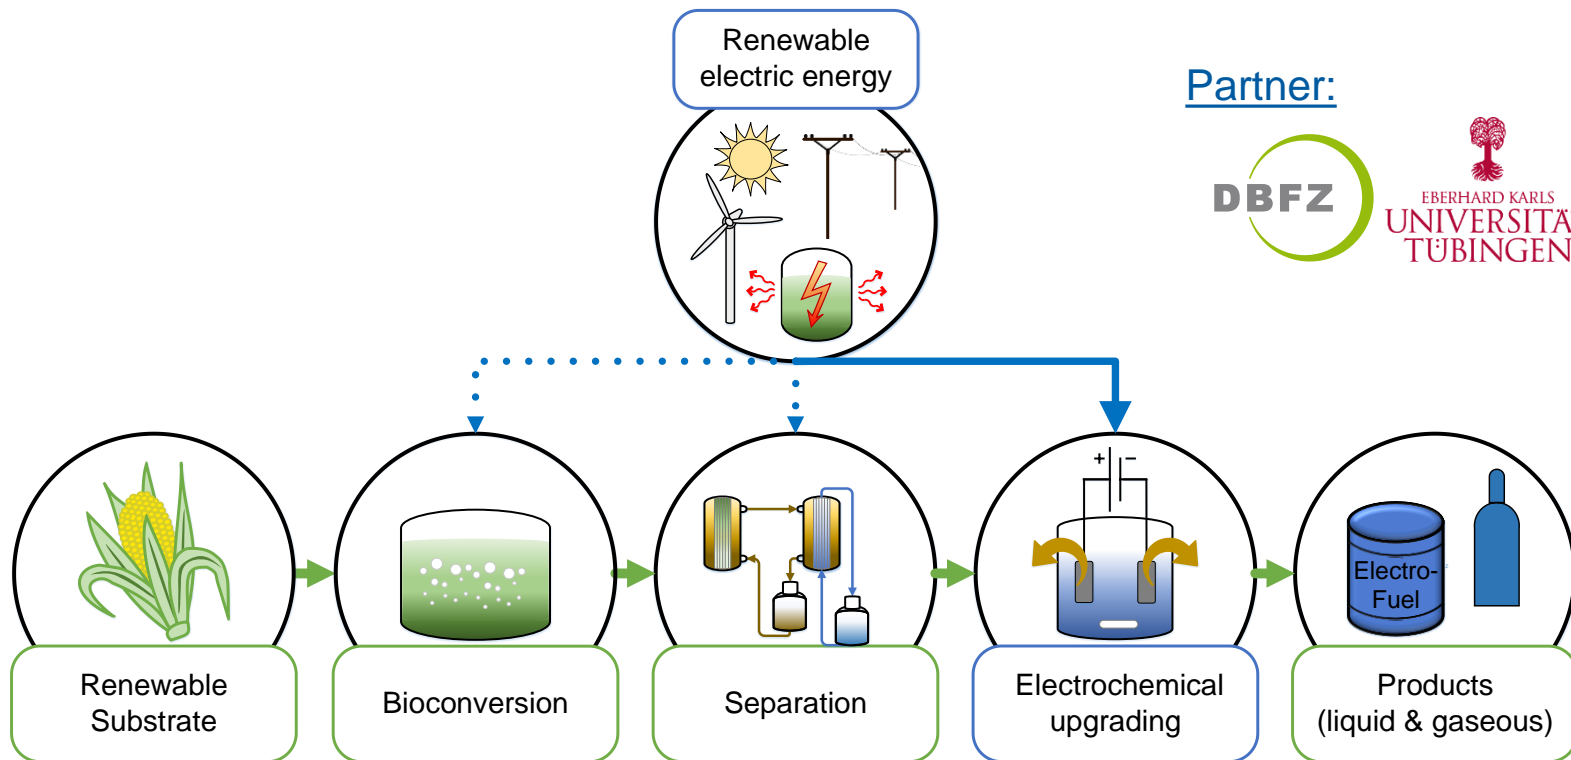 Renewable
electric energy
Partner:
DBFZ
EBERHARD KARLS
UNIVERSITÄ
TÜBINGEN
+ −
Electro-
Fuel
Renewable
Substrate
Bioconversion
Separation
Electrochemical
upgrading
Products
(liquid & gaseous)